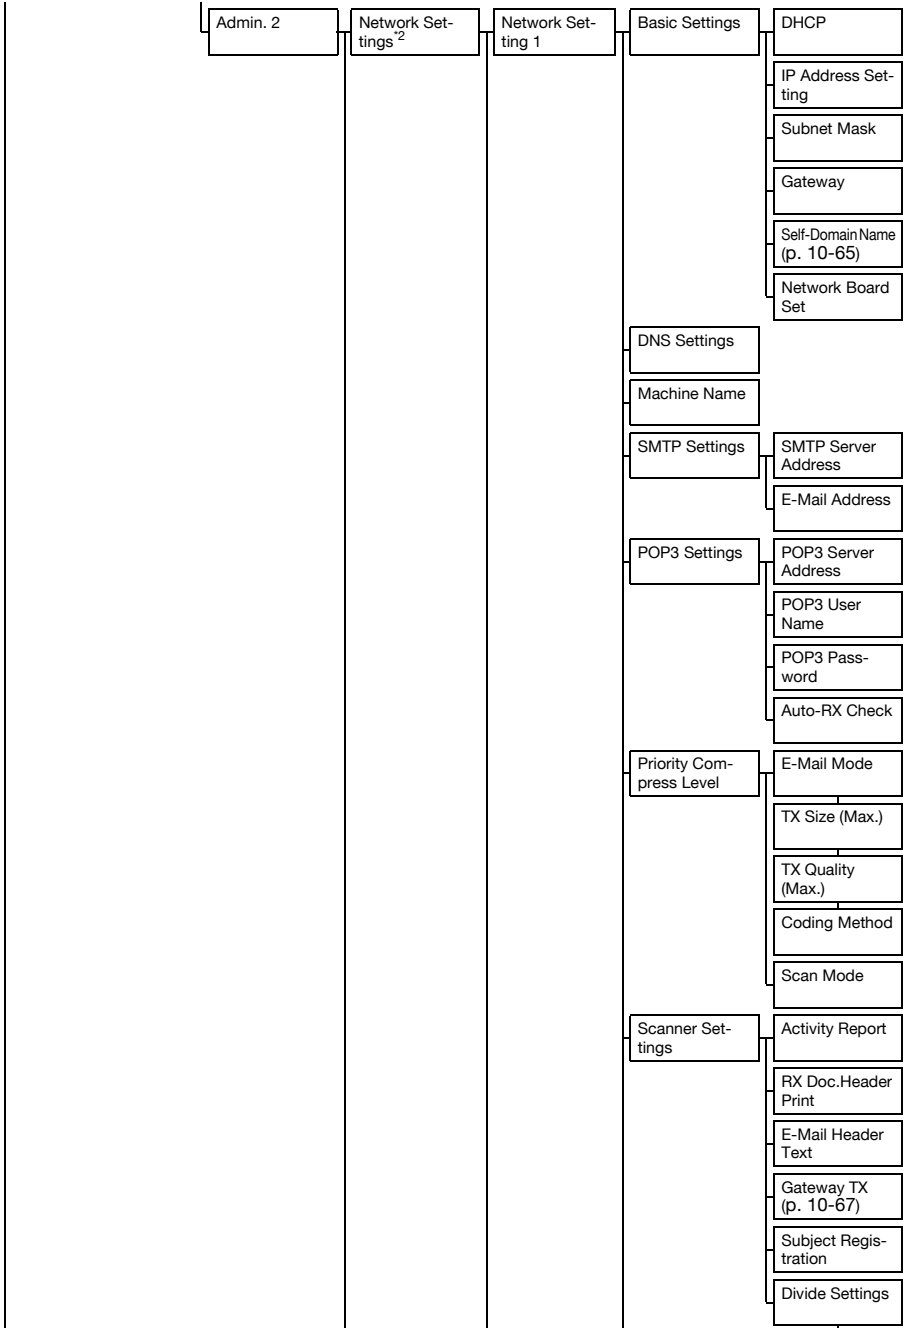 Admin. 2
Network Set-
tings*2
Network Set-
ting 1
Basic Settings
DHCP
IP Address Set-
ting
Subnet Mask
Gateway
Self-Domain Name
(p. 10-65)
Network Board
Set
DNS Settings
Machine Name
SMTP Settings
SMTP Server
Address
E-Mail Address
POP3 Settings
POP3 Server
Address
POP3 User
Name
POP3 Pass-
word
Auto-RX Check
Priority Com-
press Level
E-Mail Mode
TX Size (Max.)
TX Quality
(Max.)
Coding Method
Scan Mode
Scanner Set-
tings
Activity Report
RX Doc.Header
Print
E-Mail Header
Text
Gateway TX
(p. 10-67)
Subject Regis-
tration
Divide Settings